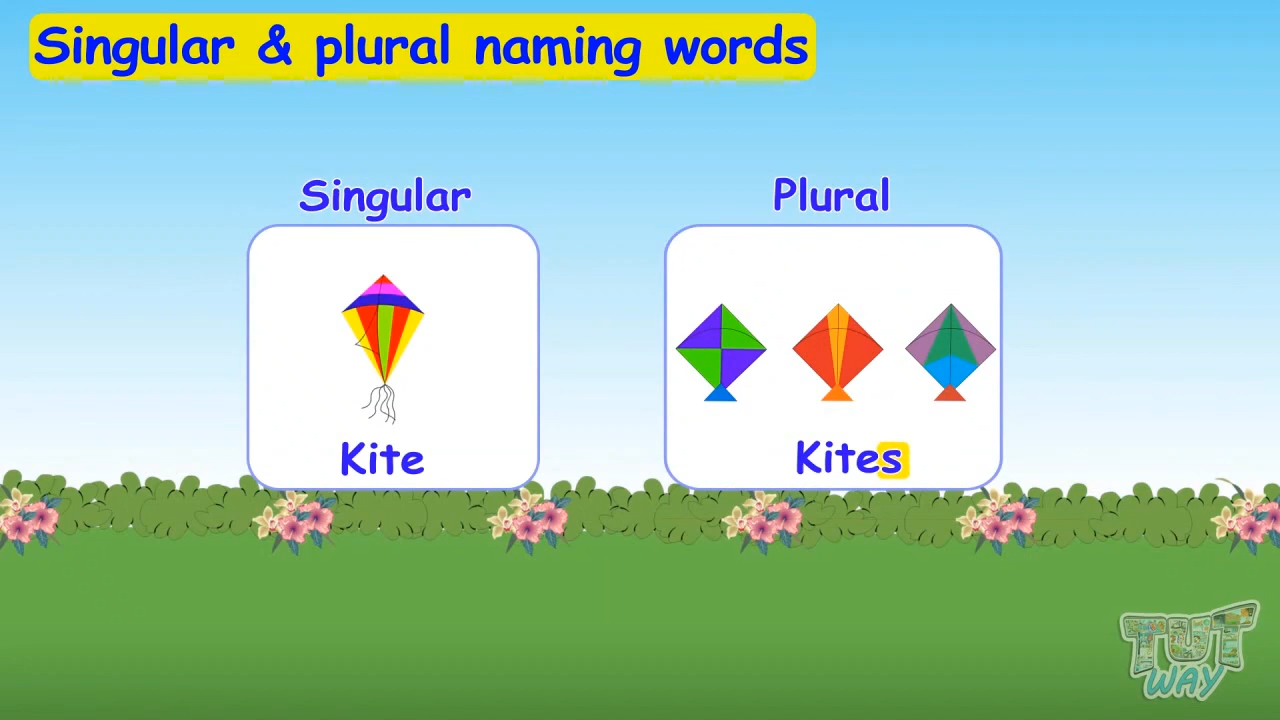 Singular & plural naming words
Singular
Plural
Kite
Kites
TUT
WAY